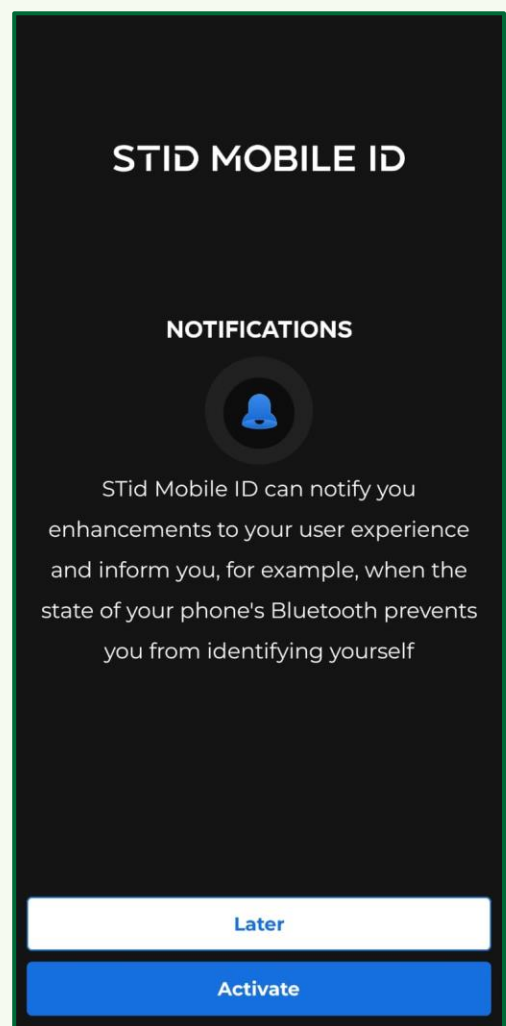 STID MOBILE ID
NOTIFICATIONS
STid Mobile ID can notify you
enhancements to your user experience
and inform you, for example, when the
state of your phone's Bluetooth prevents
you from identifying yourself
Later
Activate